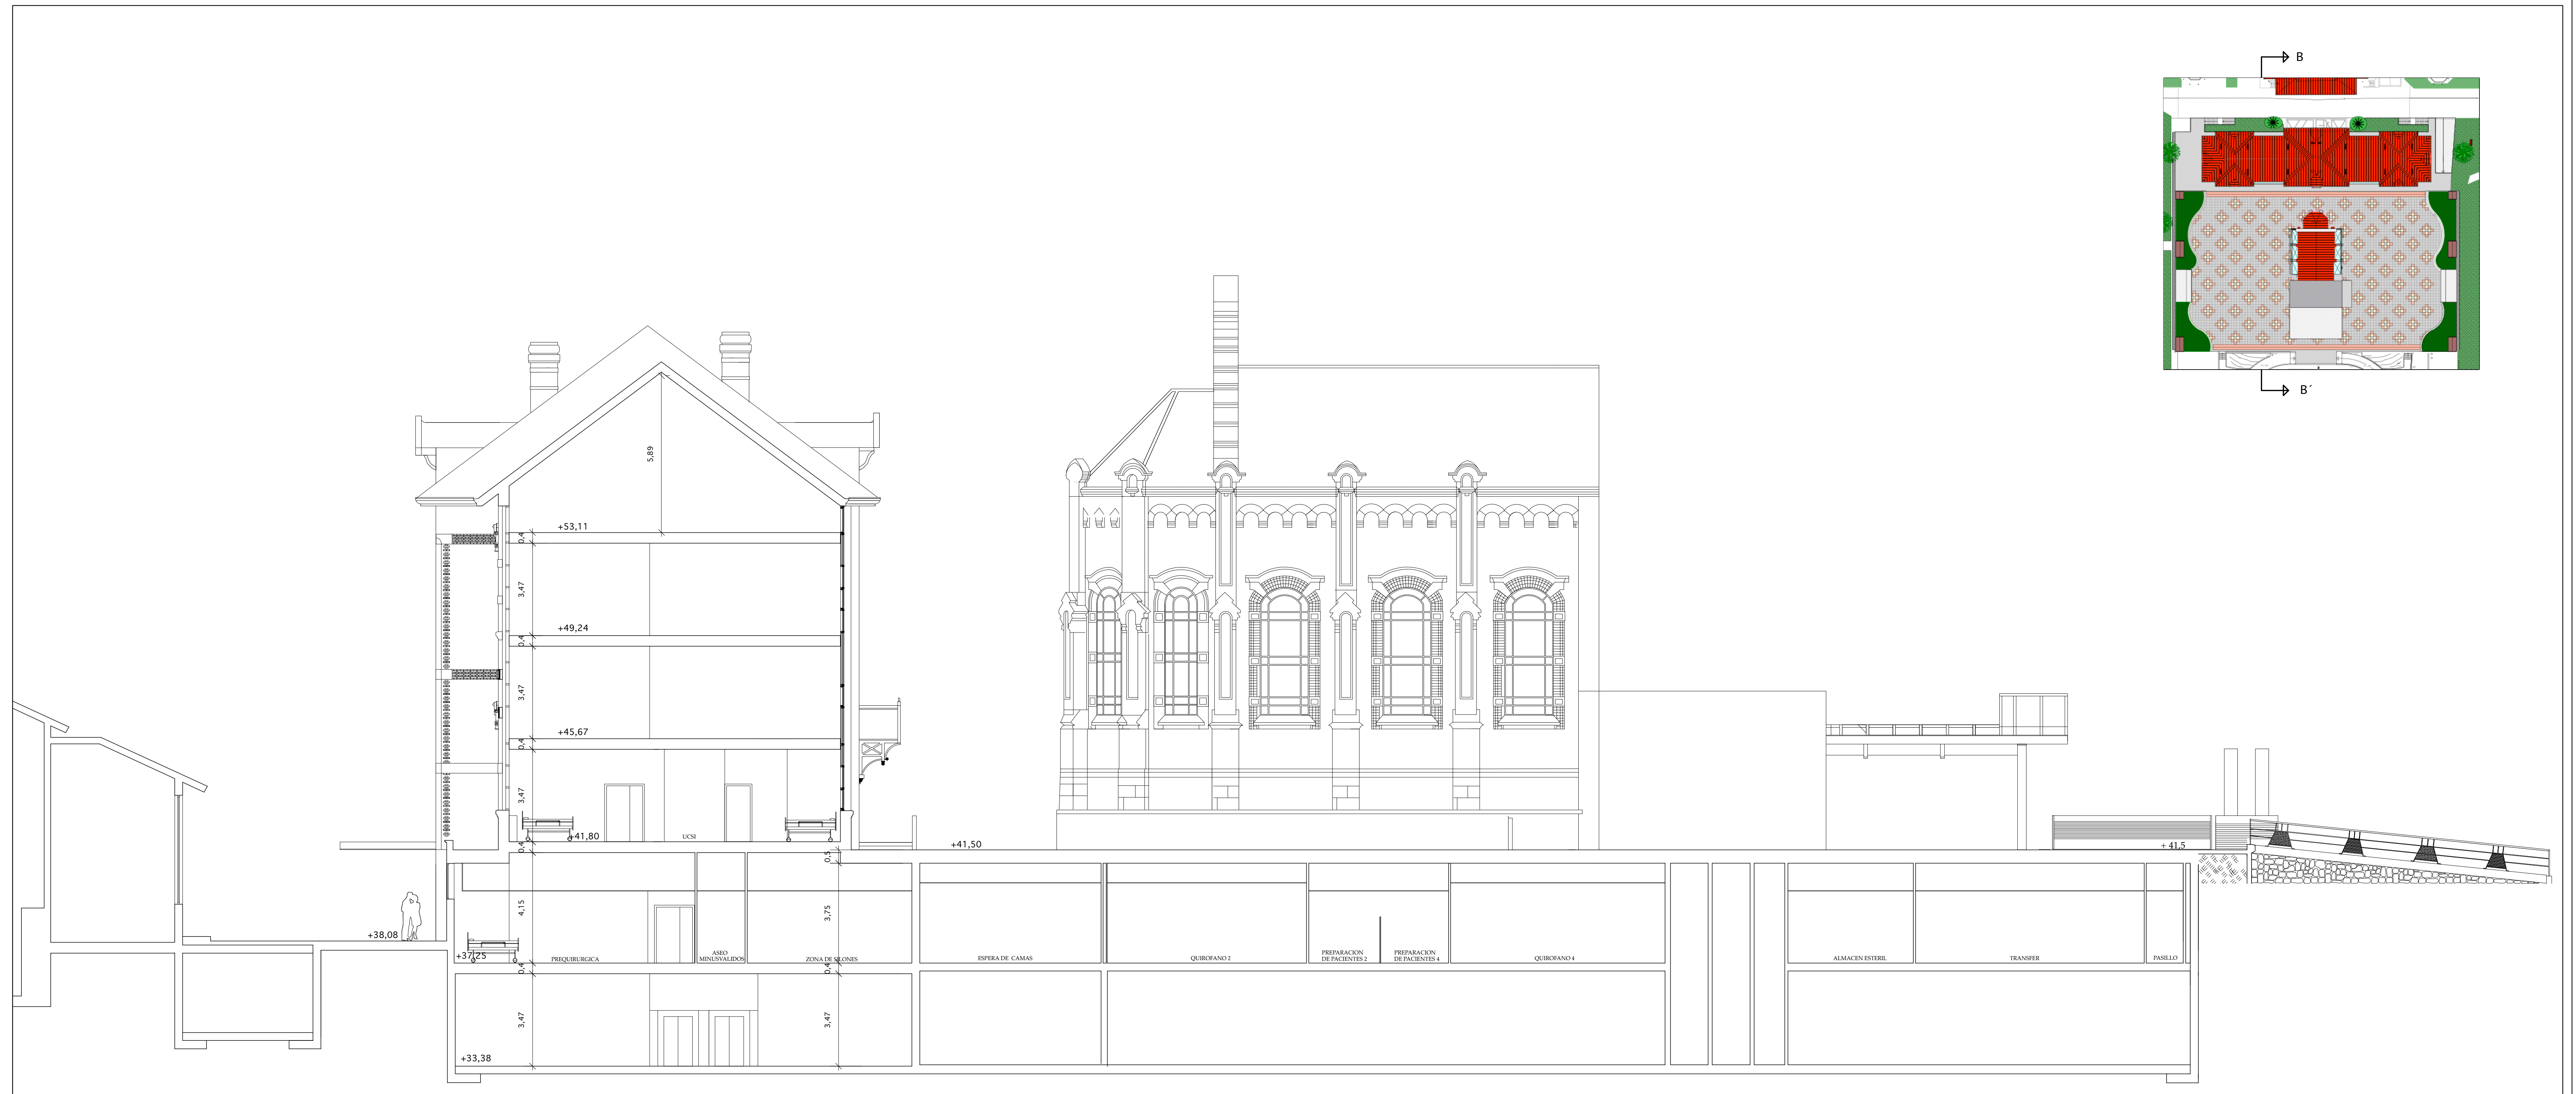 B
B´
5,89
+53,11
0,4
3,47
+49,24
0,4
3,47
+45,67
0,4
3,47
+41,80
UCSI
0,4
0,5
+41,50
+ 41,5
4,15
3,75
+38,08
+37,25
PREQUIRURGICA
ASEO
MINUSVALIDOS
ZONA DE SILLONES
ESPERA DE CAMAS
QUIROFANO 2
PREPARACION
DE PACIENTES 2
PREPARACION
DE PACIENTES 4
QUIROFANO 4
ALMACEN ESTERIL
TRANSFER
PASILLO
0,4
0,4
3,47
3,47
+33,38